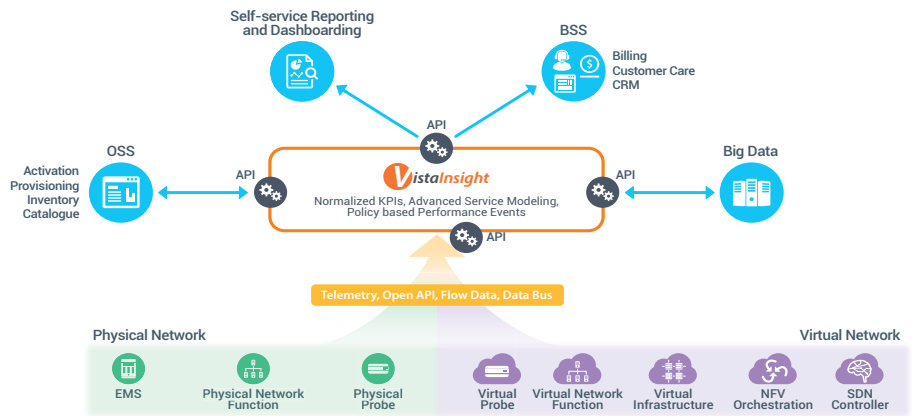 Self-service Reporting
and Dashboarding
BSS
Billing
Customer Care
CRM
$
API
OSS
Activation
Provisioning
Inventory
Catalogue
API
VistaInsight
Normalized KPIs, Advanced Service Modeling,
Policy based Performance Events
API
Big Data
API
Telemetry, Open API, Flow Data, Data Bus
Physical Network
Virtual Network
EMS
Physical Network
Function
Physical
Probe
Virtual
Probe
Virtual Network
Function
Virtual
Infrastructure
NFV
Orchestration
SDN
Controller